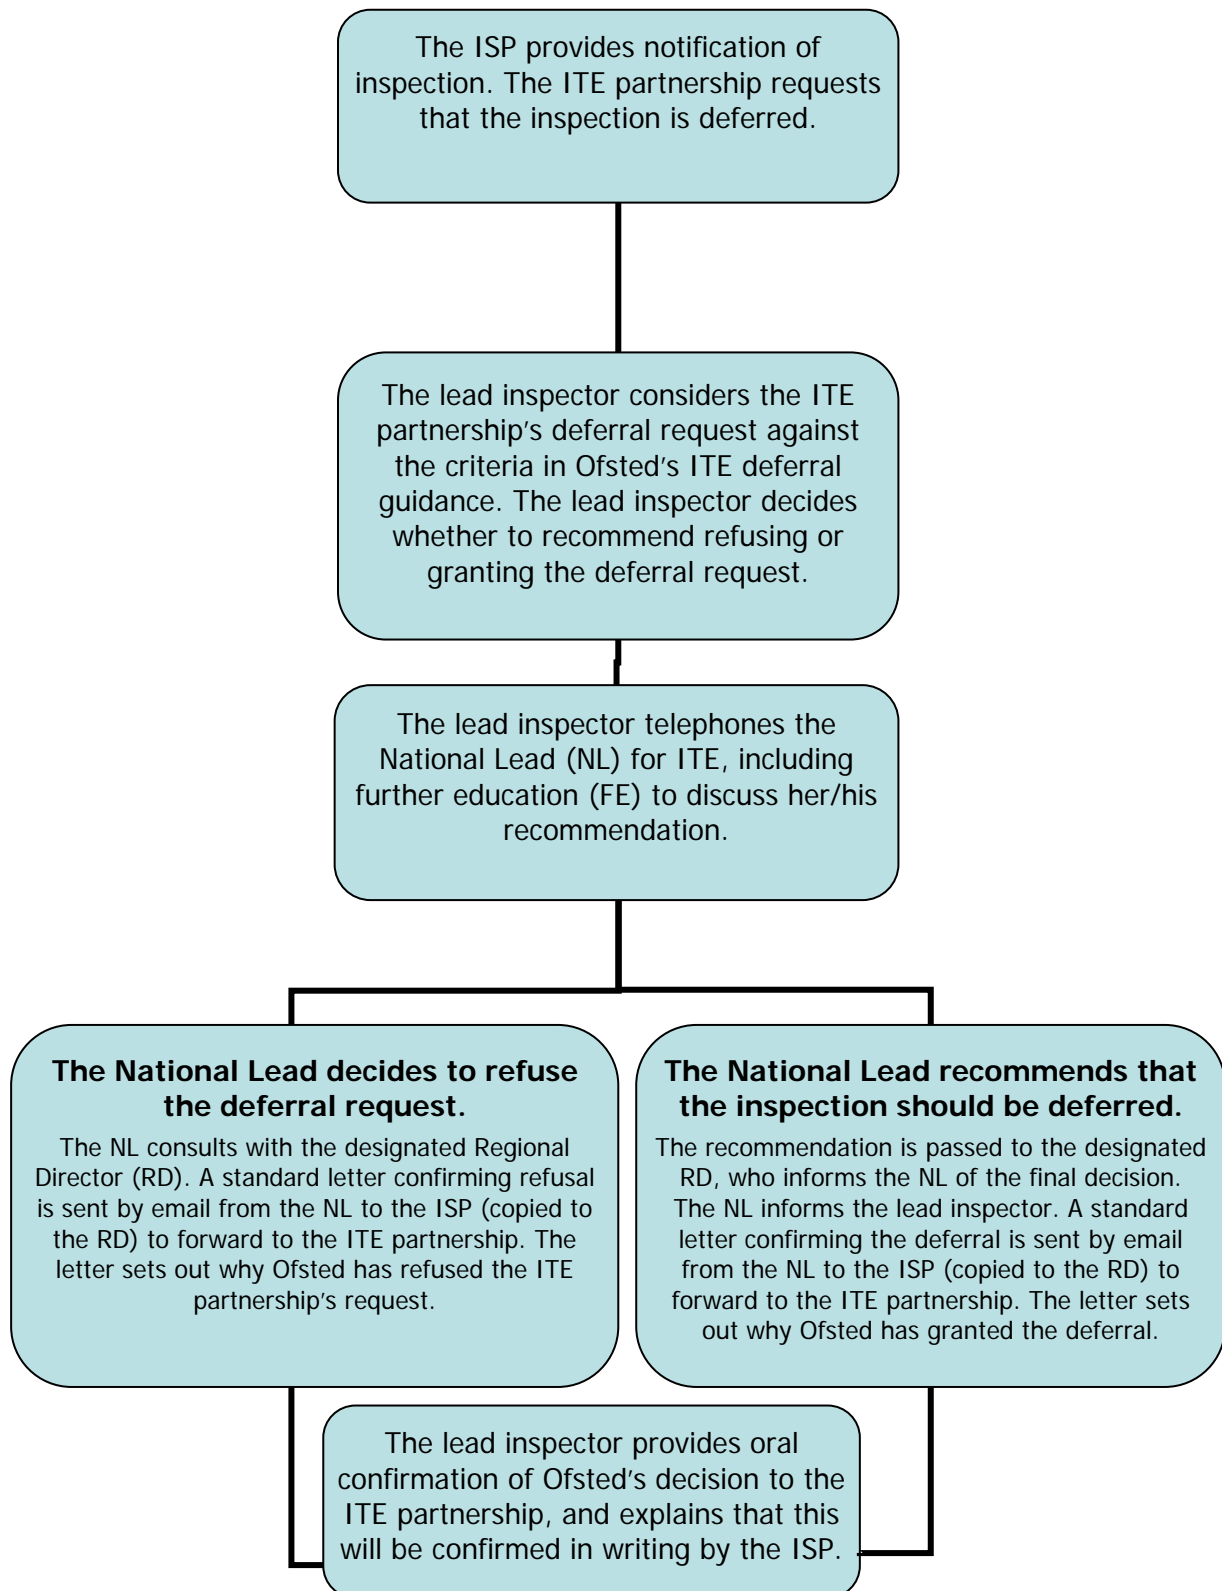 The ISP provides notification of
inspection. The ITE partnership requests
that the inspection is deferred.
The lead inspector considers the ITE
partnership's deferral request against
the criteria in Ofsted's ITE deferral
guidance. The lead inspector decides
whether to recommend refusing or
granting the deferral request.
The lead inspector telephones the
National Lead (NL) for ITE, including
further education (FE) to discuss her/his
recommendation.
The National Lead decides to refuse
the deferral request.
The NL consults with the designated Regional
Director (RD). A standard letter confirming refusal
is sent by email from the NL to the ISP (copied to
the RD) to forward to the ITE partnership. The
letter sets out why Ofsted has refused the ITE
partnership's request.
The National Lead recommends that
the inspection should be deferred.
The recommendation is passed to the designated
RD, who informs the NL of the final decision.
The NL informs the lead inspector. A standard
letter confirming the deferral is sent by email
from the NL to the ISP (copied to the RD) to
forward to the ITE partnership. The letter sets
out why Ofsted has granted the deferral.
The lead inspector provides oral
confirmation of Ofsted's decision to the
ITE partnership, and explains that this
will be confirmed in writing by the ISP.